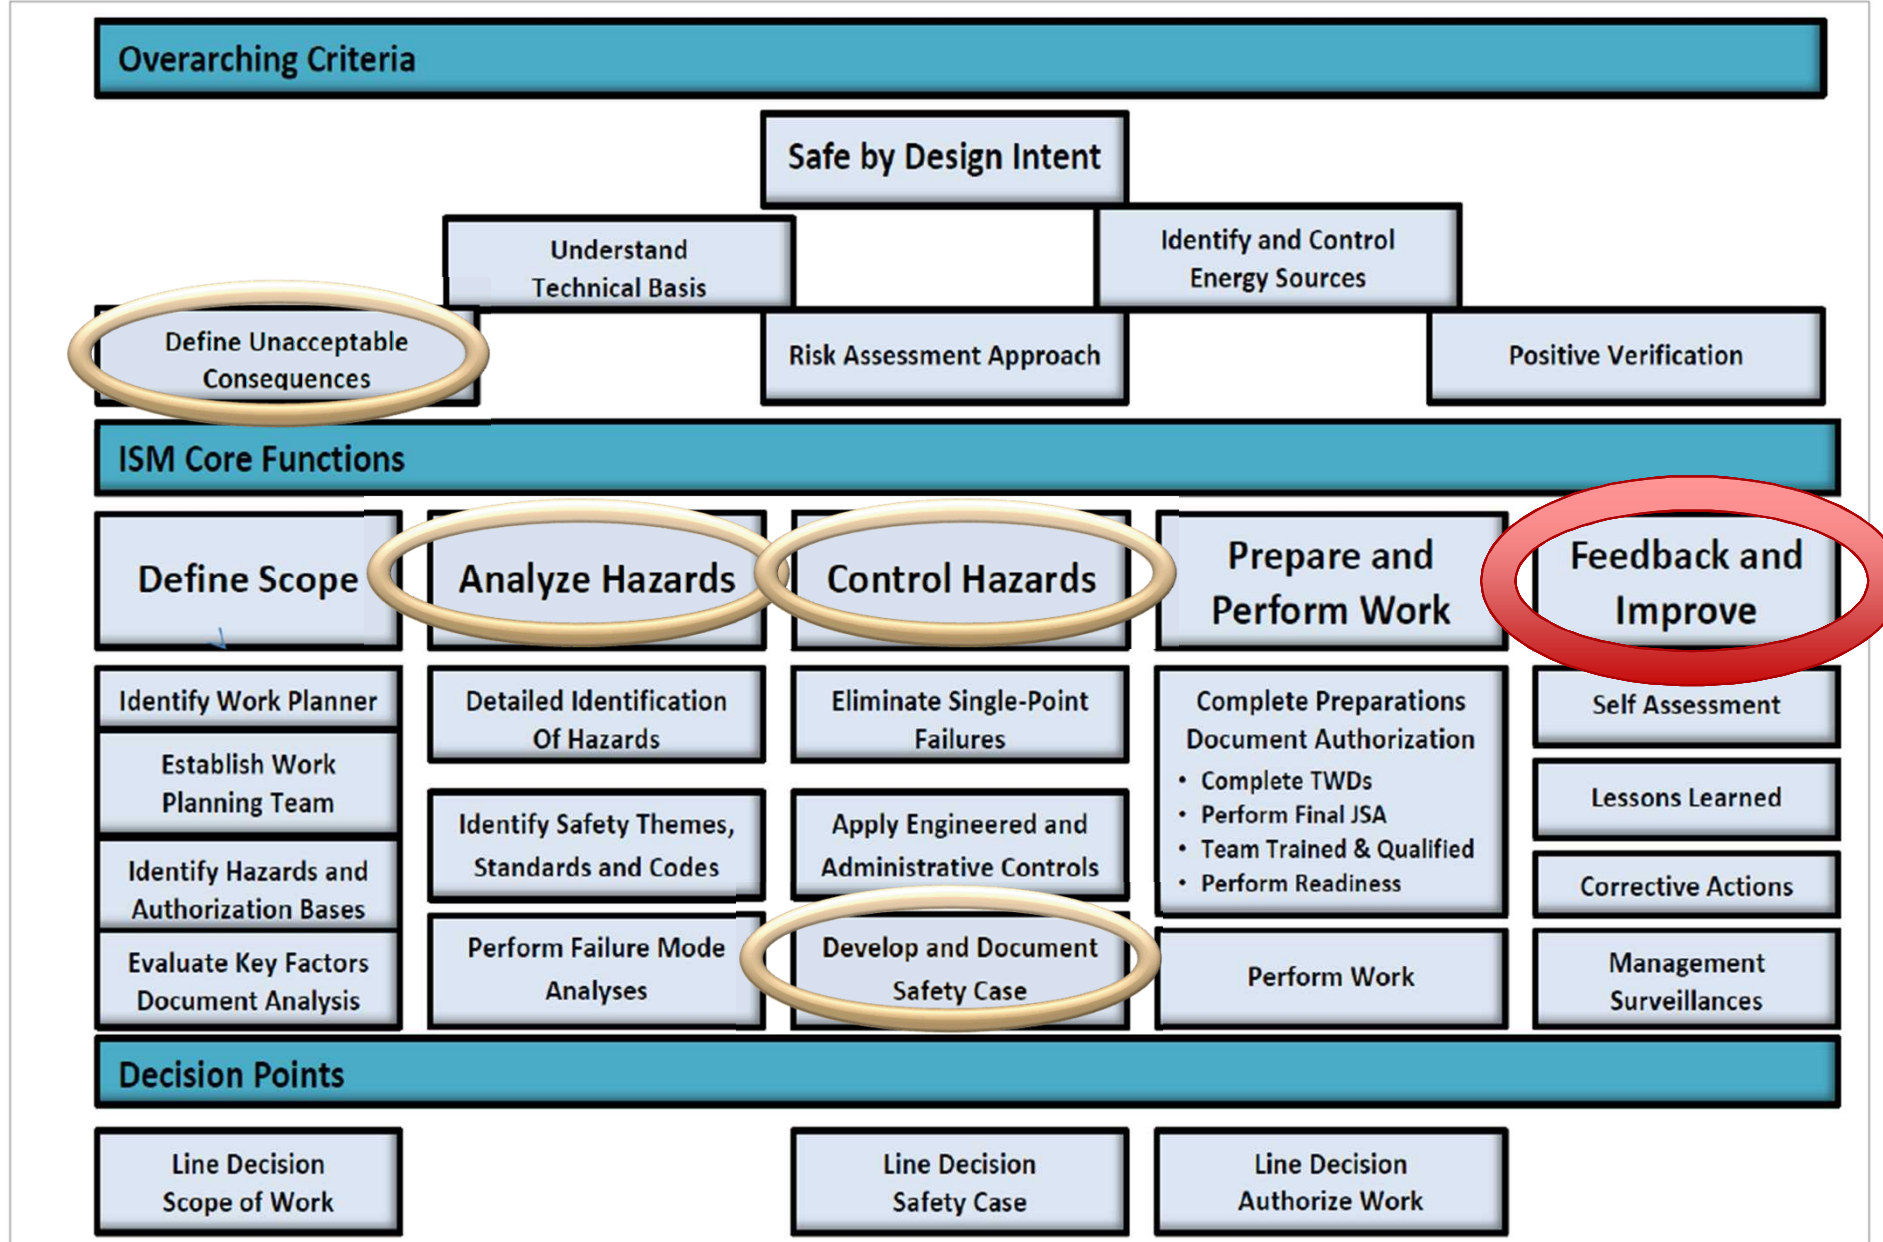 Overarching Criteria
Safe by Design Intent
Understand
Technical Basis
Identify and Control
Energy Sources
Define Unacceptable
Consequences
Risk Assessment Approach
Positive Verification
ISM Core Functions
Define Scope
Analyze Hazards
Control Hazards
Prepare and
Perform Work
Feedback and
Improve
Identify Work Planner
Establish Work
Planning Team
Identify Hazards and
Authorization Bases
Evaluate Key Factors
Document Analysis
Detailed Identification
Of Hazards
Identify Safety Themes,
Standards and Codes
Perform Failure Mode
Analyses
Eliminate Single-Point
Failures
Apply Engineered and
Administrative Controls
Develop and Document
Safety Case
Complete Preparations
Document Authorization
• Complete TWDs
• Perform Final JSA
• Team Trained & Qualified
• Perform Readiness
Perform Work
Self Assessment
Lessons Learned
Corrective Actions
Management
Surveillances
Decision Points
Line Decision
Scope of Work
Line Decision
Safety Case
Line Decision
Authorize Work